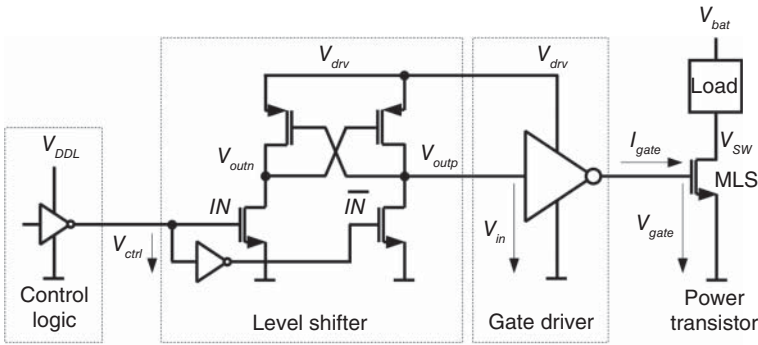 V_bat
V_drv
V_drv
Load
V_DDL
I_gate
V_SW
V_outn
V_outp
MLS
IN
IN̅
V_ctrl
V_in
V_gate
Control
logic
Level shifter
Gate driver
Power
transistor